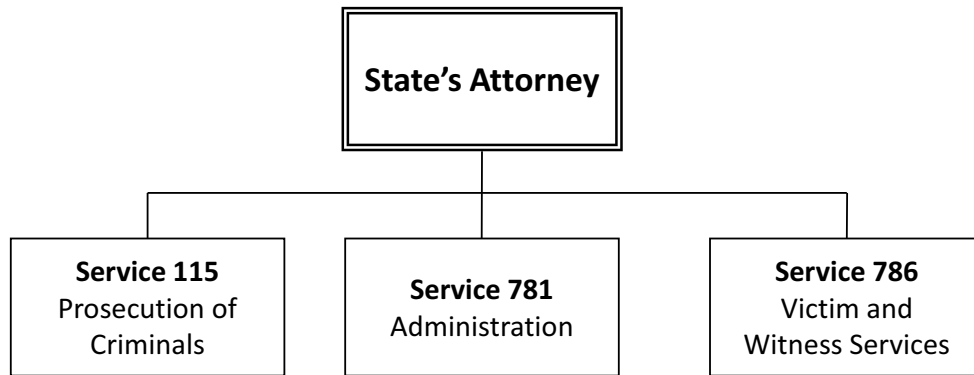 State’s Attorney
Service 115
Prosecution of
Criminals
Service 781
Administration
Service 786
Victim and
Witness Services